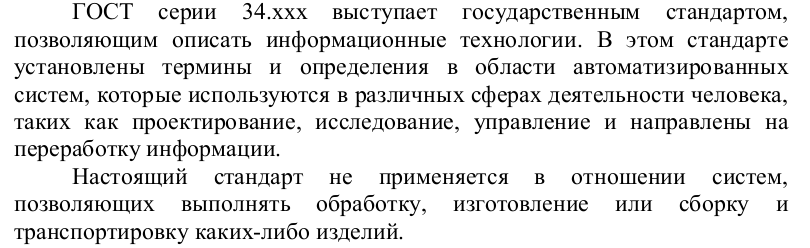 ГОСТ серии 34.xxx выступает государственным стандартом,
позволяющим описать информационные технологии. В этом стандарте
установлены термины и определения в области автоматизированных
систем, которые используются в различных сферах деятельности человека,
таких как проектирование, исследование, управление и направлены на
переработку информации.
Настоящий стандарт не применяется в отношении систем,
позволяющих выполнять обработку, изготовление или сборку и
транспортировку каких-либо изделий.